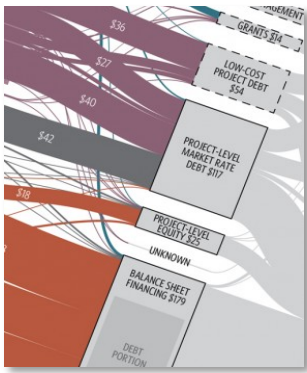 $36
GRANTS $14
LOW-COST
PROJECT DEBT
$54
$27
$40
PROJECT-LEVEL
MARKET RATE
DEBT $117
$42
$18
PROJECT-LEVEL
EQUITY $25
UNKNOWN
BALANCE SHEET
FINANCING $179
DEBT
PORTION